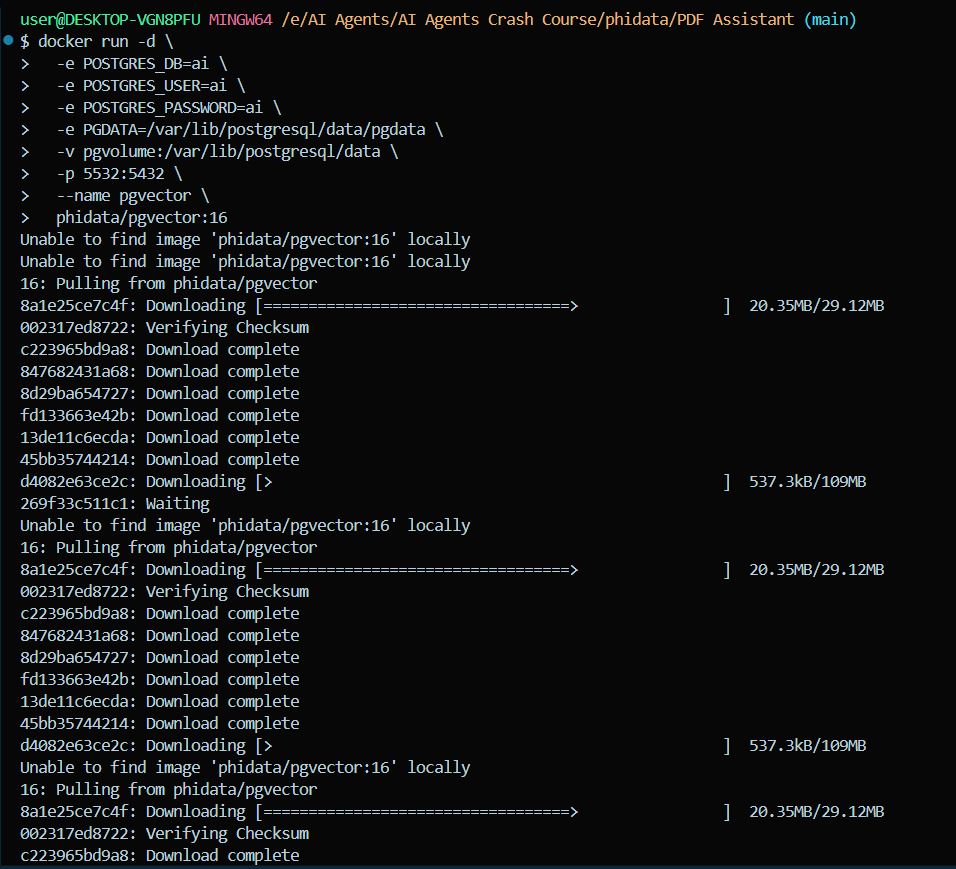 user@DESKTOP-VGN8PFU MINGW64 /e/AI Agents/AI Agents Crash Course/phidata/PDF Assistant (main)
$ docker run -d \
>   -e POSTGRES_DB=ai \
>   -e POSTGRES_USER=ai \
>   -e POSTGRES_PASSWORD=ai \
>   -e PGDATA=/var/lib/postgresql/data/pgdata \
>   -v pgvolume:/var/lib/postgresql/data \
>   -p 5532:5432 \
>   --name pgvector \
>   phidata/pgvector:16
Unable to find image 'phidata/pgvector:16' locally
Unable to find image 'phidata/pgvector:16' locally
16: Pulling from phidata/pgvector
8a1e25ce7c4f: Downloading [==================================>                ]  20.35MB/29.12MB
002317ed8722: Verifying Checksum
c223965bd9a8: Download complete
847682431a68: Download complete
8d29ba654727: Download complete
fd133663e42b: Download complete
13de11c6ecda: Download complete
45bb35744214: Download complete
d4082e63ce2c: Downloading [>                                                  ]  537.3kB/109MB
269f33c511c1: Waiting
Unable to find image 'phidata/pgvector:16' locally
16: Pulling from phidata/pgvector
8a1e25ce7c4f: Downloading [==================================>                ]  20.35MB/29.12MB
002317ed8722: Verifying Checksum
c223965bd9a8: Download complete
847682431a68: Download complete
8d29ba654727: Download complete
fd133663e42b: Download complete
13de11c6ecda: Download complete
45bb35744214: Download complete
d4082e63ce2c: Downloading [>                                                  ]  537.3kB/109MB
Unable to find image 'phidata/pgvector:16' locally
16: Pulling from phidata/pgvector
8a1e25ce7c4f: Downloading [==================================>                ]  20.35MB/29.12MB
002317ed8722: Verifying Checksum
c223965bd9a8: Download complete